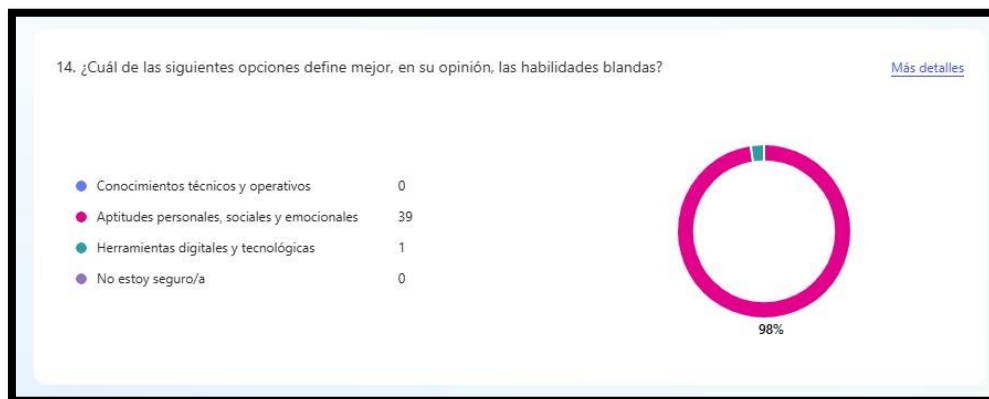 14. ¿Cuál de las siguientes opciones define mejor, en su opinión, las habilidades blandas?
Más detalles
Conocimientos técnicos y operativos 0
Aptitudes personales, sociales y emocionales 39
Herramientas digitales y tecnológicas 1
No estoy seguro/a 0
98%